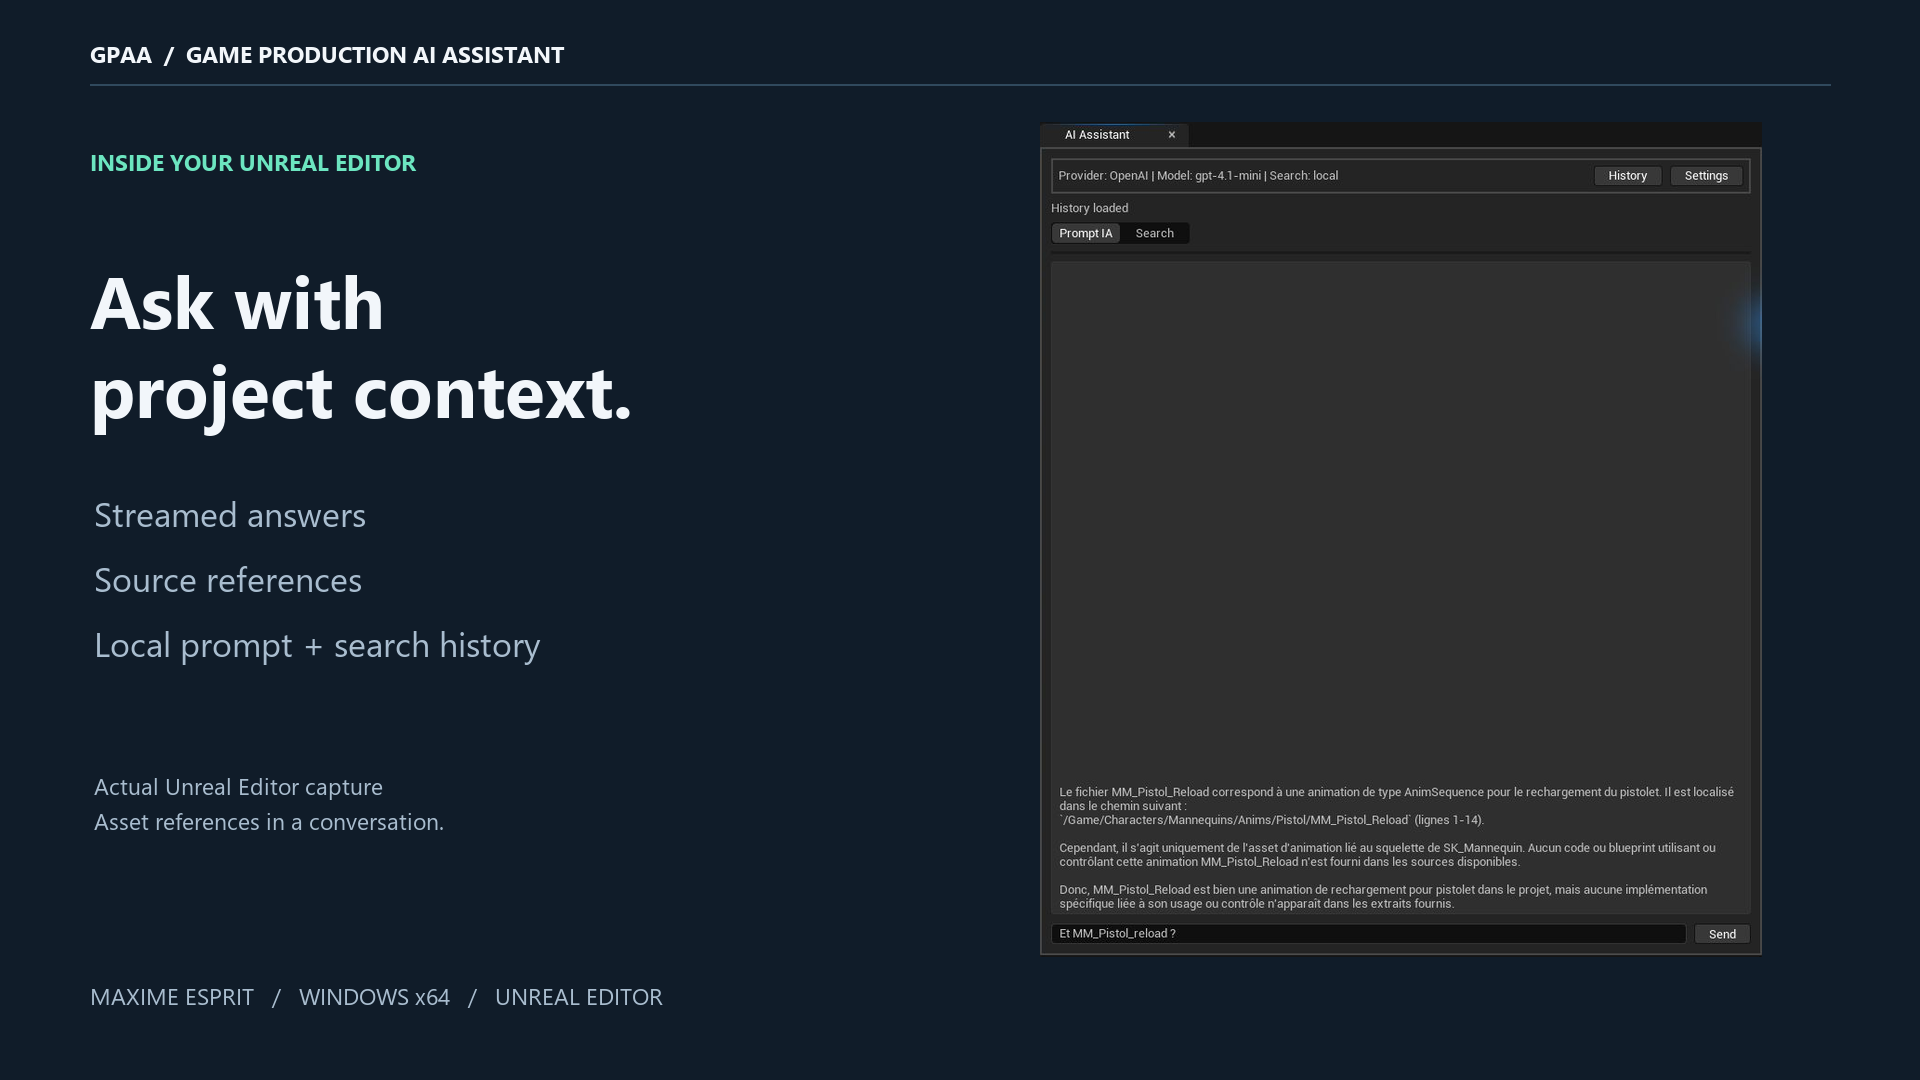 GPAA / GAME PRODUCTION AI ASSISTANT
INSIDE YOUR UNREAL EDITOR
Ask with
project context.
Streamed answers
Source references
Local prompt + search history
Actual Unreal Editor capture
Asset references in a conversation.
MAXIME ESPRIT / WINDOWS x64 / UNREAL EDITOR
AI Assistant ×
Provider: OpenAI | Model: gpt-4.1-mini | Search: local History Settings
History loaded
Prompt IA Search
Le fichier MM_Pistol_Reload correspond à une animation de type AnimSequence pour le rechargement du pistolet. Il est localisé
dans le chemin suivant :
`/Game/Characters/Mannequins/Anims/Pistol/MM_Pistol_Reload` (lignes 1-14).
Cependant, il s'agit uniquement de l'asset d'animation lié au squelette de SK_Mannequin. Aucun code ou blueprint utilisant ou
contrôlant cette animation MM_Pistol_Reload n'est fourni dans les sources disponibles.
Donc, MM_Pistol_Reload est bien une animation de rechargement pour pistolet dans le projet, mais aucune implémentation
spécifique liée à son usage ou contrôle n'apparaît dans les extraits fournis.
Et MM_Pistol_reload ? Send